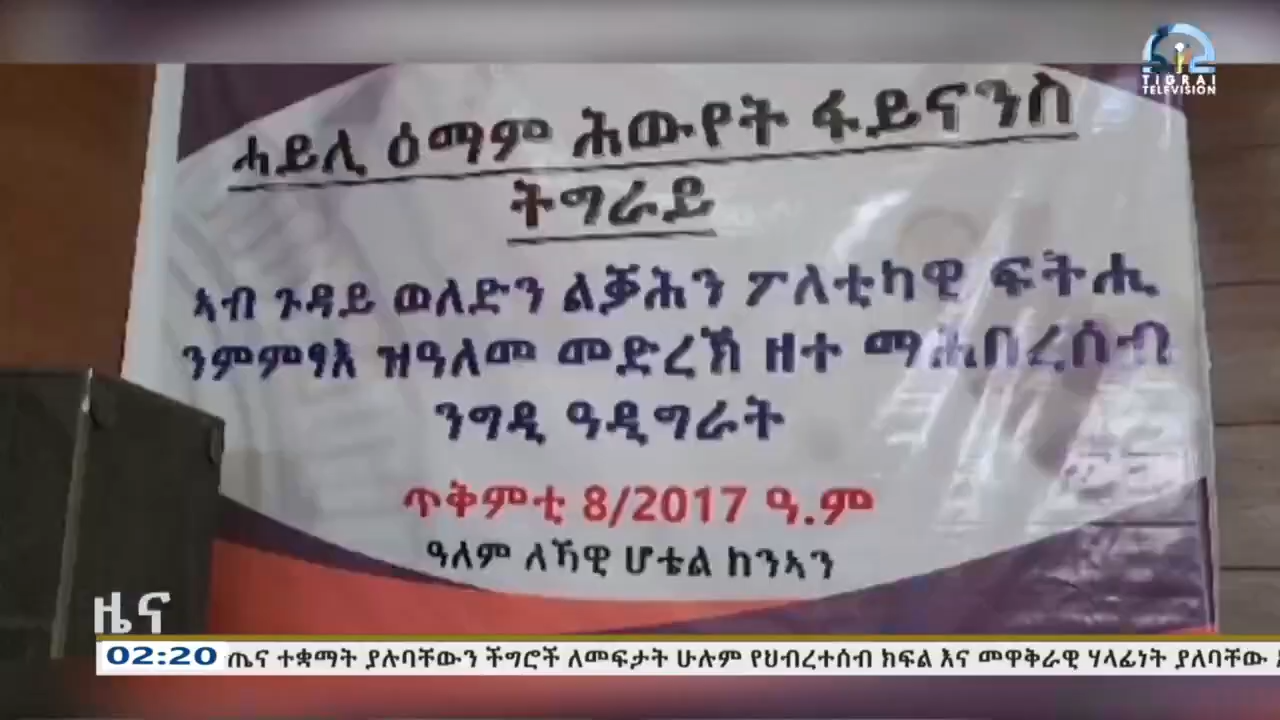 TIGRAI
TELEVISION
ሓይሊ ዕማም ሕውየት ፋይናንስ
ትግራይ
ኣብ ጉዳይ ወለድን ልቓሕን ፖለቲካዊ ፍትሒ
ንምምፃእ ዝዓለመ መድረኽ ዘተ ማሕበረሰብ
ንግዲ ዓዲግራት
ጥቅምቲ 8/2017 ዓ.ም
ዓለም ለኻዊ ሆቴል ከንኣን
ዜና
02:20 ጤና ተቋማት ያሉባቸውን ችግሮች ለመፍታት ሁሉም የህብረተሰብ ክፍል እና መዋቅራዊ ሃላፊነት ያለባቸው